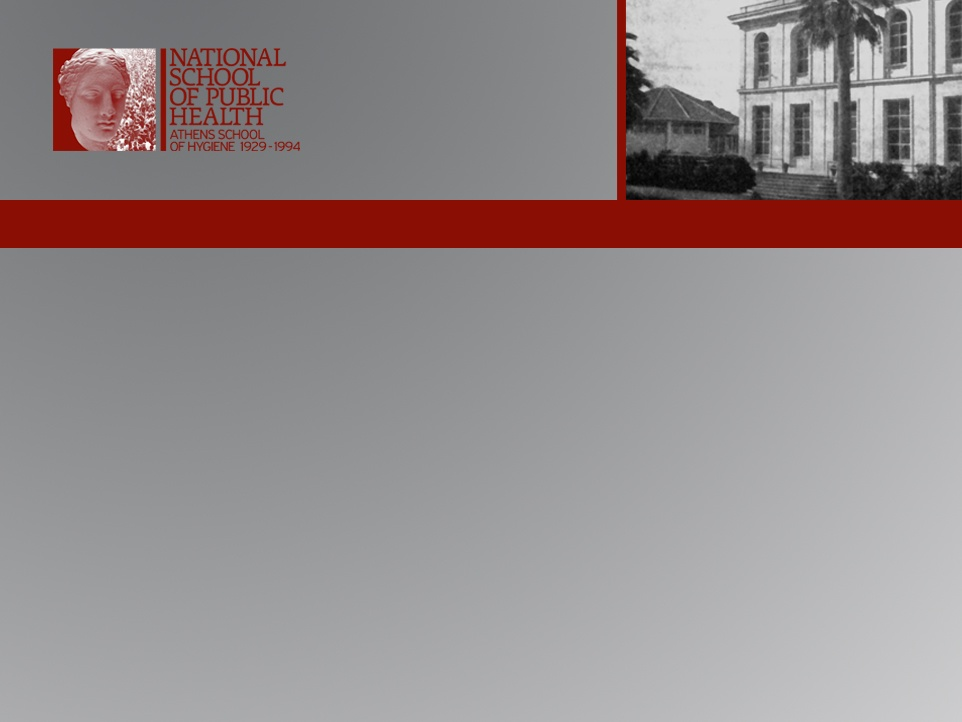 NATIONAL
SCHOOL
OF PUBLIC
HEALTH
ATHENS SCHOOL
OF HYGIENE 1929-1994